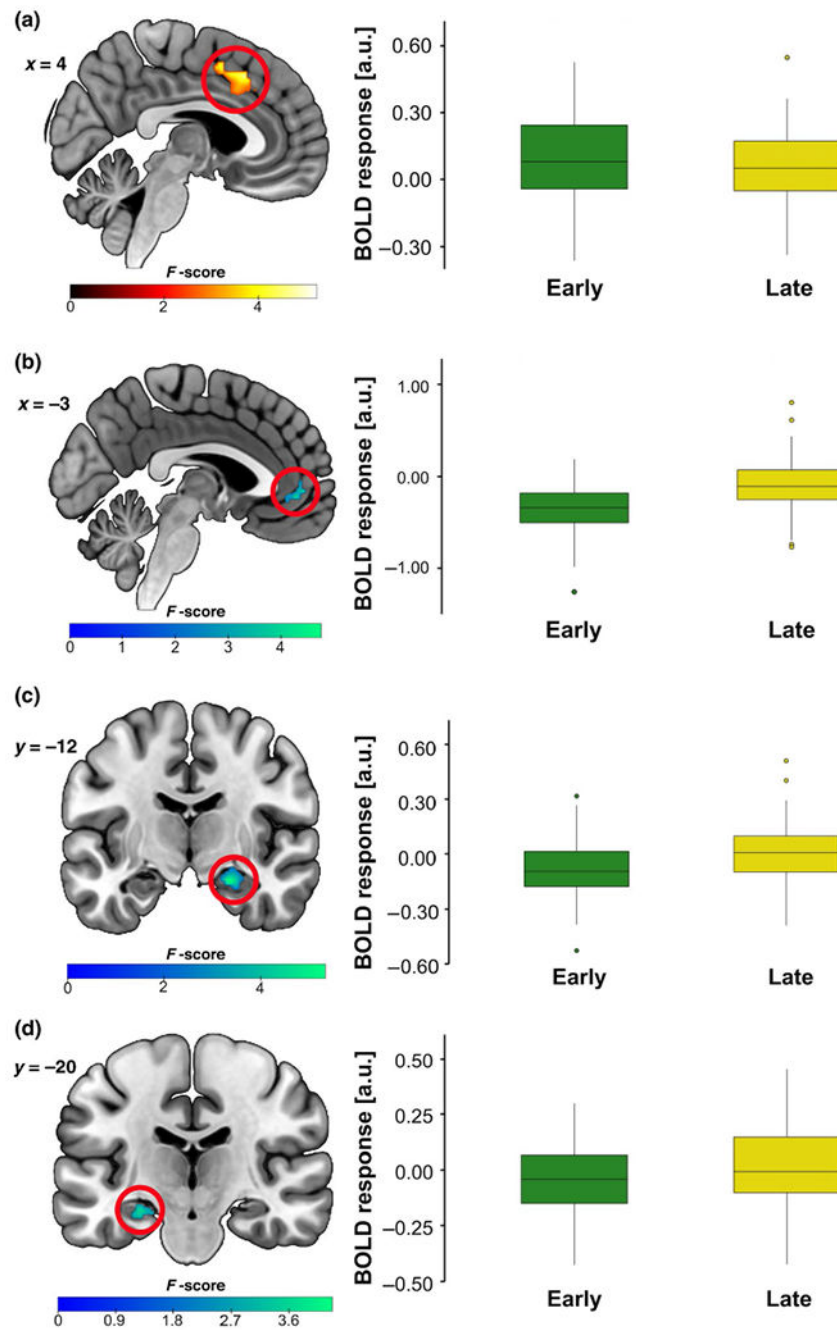 (a)
x = 4
F -score
0 2 4
BOLD response [a.u.]
0.60
0.30
0.00
–0.30
Early Late
(b)
x = –3
F -score
0 1 2 3 4
BOLD response [a.u.]
1.00
0.00
–1.00
Early Late
(c)
y = –12
F -score
0 2 4
BOLD response [a.u.]
0.60
0.30
0.00
–0.30
–0.60
Early Late
(d)
y = –20
F -score
0 0.9 1.8 2.7 3.6
BOLD response [a.u.]
0.50
0.25
0.00
–0.25
–0.50
Early Late